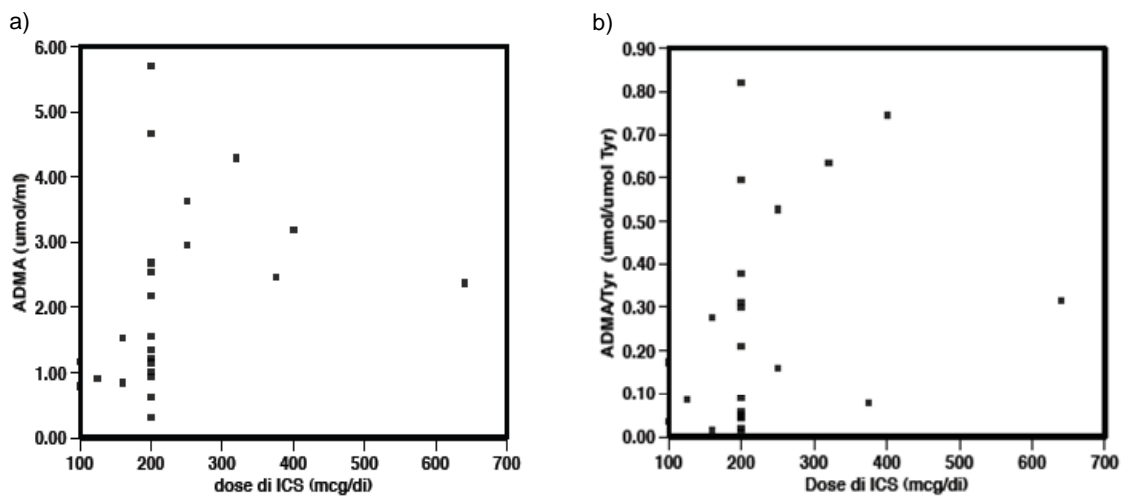 a)
6.00
5.00
4.00
3.00
2.00
1.00
0.00
ADMA (umol/ml)
100 200 300 400 500 600 700
dose di ICS (mcg/di)
b)
0.90
0.80
0.70
0.60
0.50
0.40
0.30
0.20
0.10
0.00
ADMA/Tyr (umol/umol Tyr)
100 200 300 400 500 600 700
Dose di ICS (mcg/di)